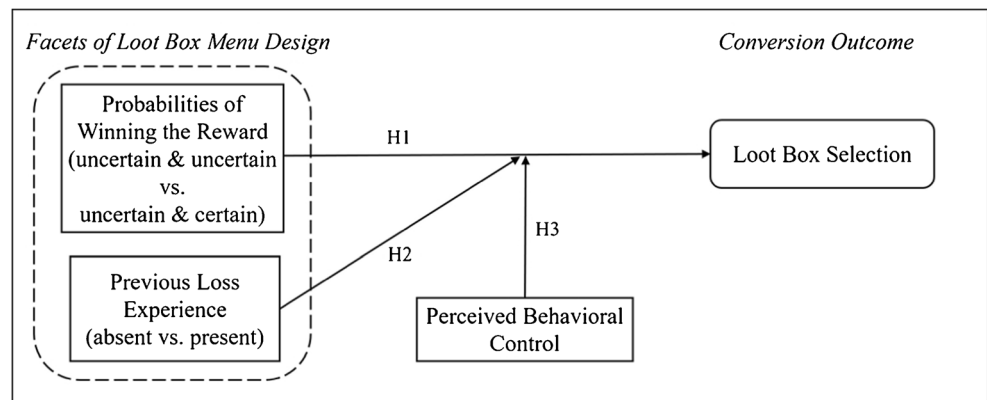 Facets of Loot Box Menu Design
Conversion Outcome
Probabilities of
Winning the Reward
(uncertain & uncertain
vs.
uncertain & certain)
H1
Loot Box Selection
H2
H3
Previous Loss
Experience
(absent vs. present)
Perceived Behavioral
Control